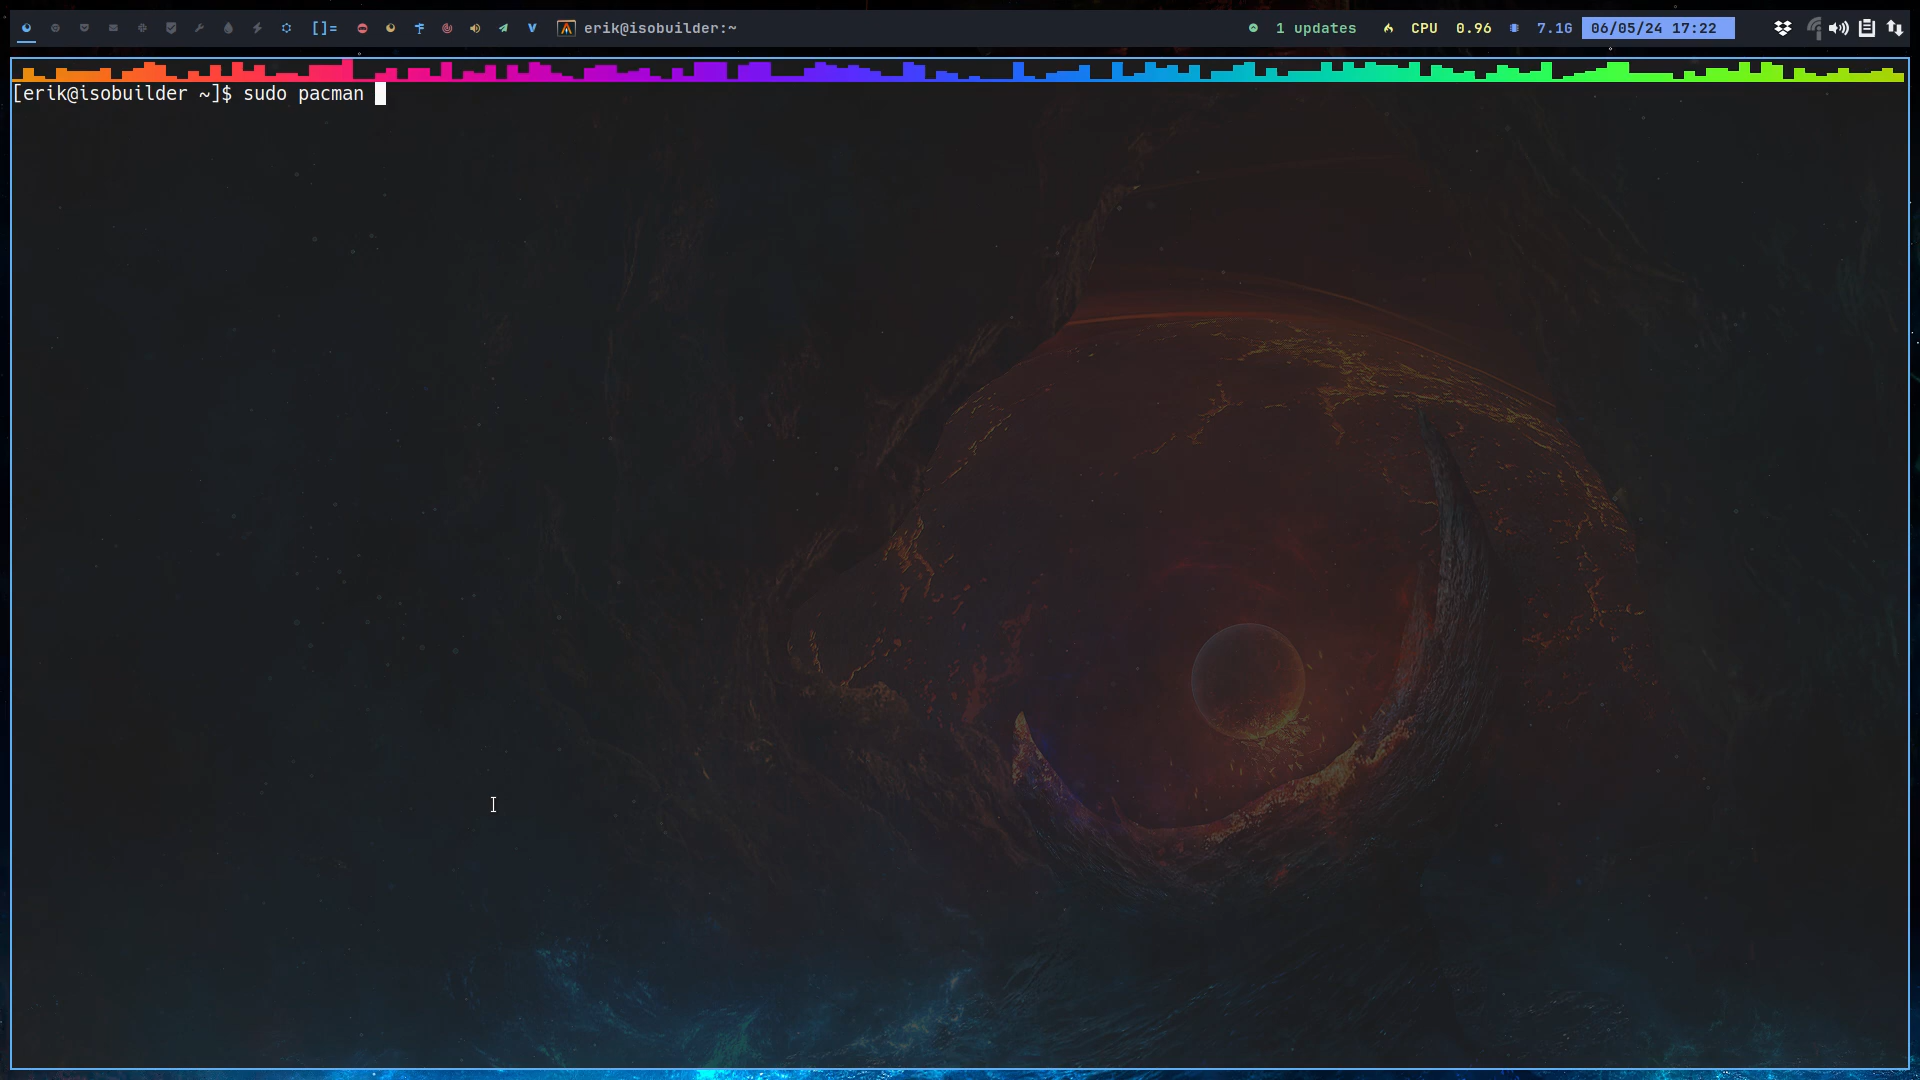 []= V erik@isobuilder:~ 1 updates CPU 0.96 7.1G 06/05/24 17:22
[erik@isobuilder ~]$ sudo pacman